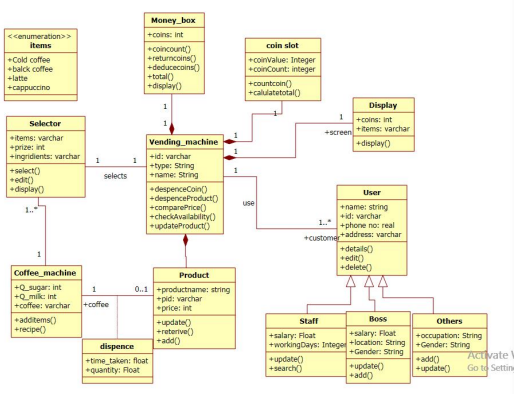 <<enumeration>>
items
+Cold coffee
+balck coffee
+latte
+cappuccino
Money_box
+coins: int
+coincount()
+returncoins()
+deducecoins()
+total()
+display()
coin slot
+coinValue: Integer
+coinCount: integer
+countcoin()
+calulatetotal()
Display
+coins: int
+items: varchar
+display()
1
1
1
1
1
+screen
1
Selector
+items: varchar
+prize: int
+ingridients: varchar
+select()
+edit()
+display()
1
1
selects
Vending_machine
+id: varchar
+type: String
+name: String
+despenceCoin()
+despenceProduct()
+comparePrice()
+checkAvailability()
+updateProduct()
1
use
1..*
+customer
User
+name: string
+id: varchar
+phone no: real
+address: varchar
+details()
+edit()
+delete()
1..*
1
Coffee_machine
+Q_sugar: int
+Q_milk: int
+coffee: varchar
+additems()
+recipe()
1
0..1
+coffee
Product
+productname: string
+pid: varchar
+price: int
+update()
+reterive()
+add()
dispence
+time_taken: float
+quantity: Float
Staff
+salary: Float
+workingDays: Integer
+update()
+search()
Boss
+salary: Float
+location: String
+Gender: String
+update()
+add()
Others
+occupation: String
+Gender: String
+add()
+update()
Activate
Go to